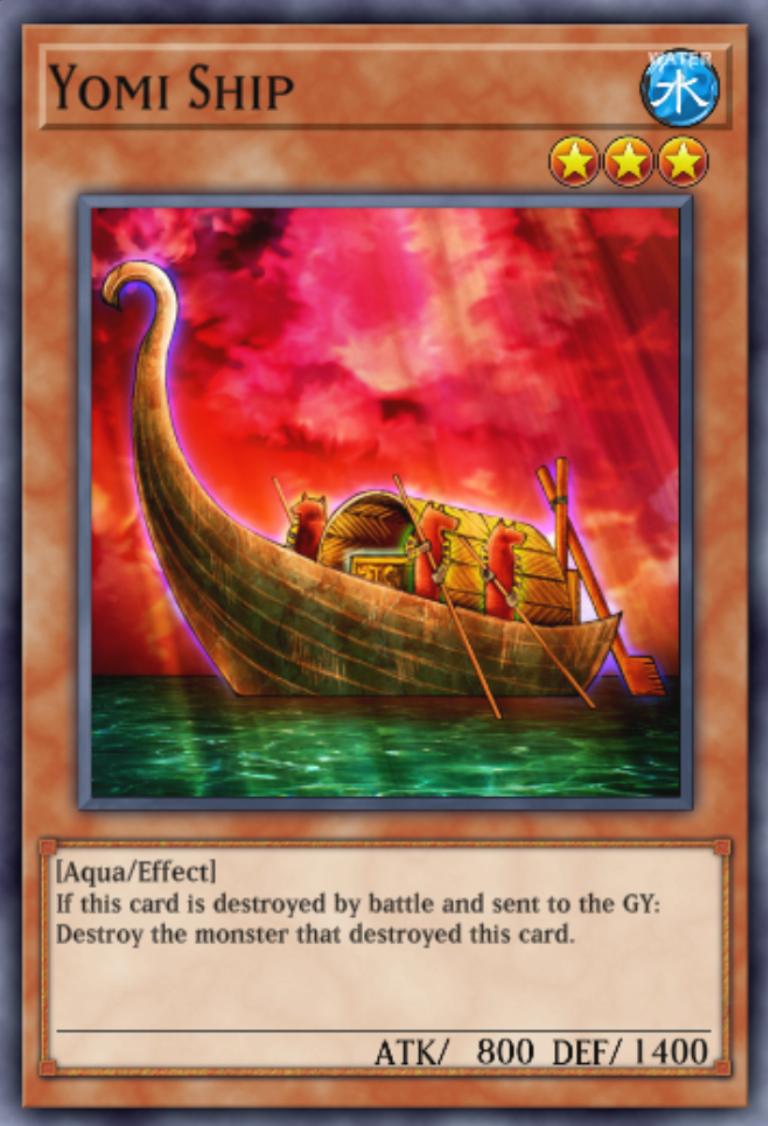 Yomi Ship
WATER
水
[Aqua/Effect]
If this card is destroyed by battle and sent to the GY:
Destroy the monster that destroyed this card.
ATK/ 800 DEF/ 1400